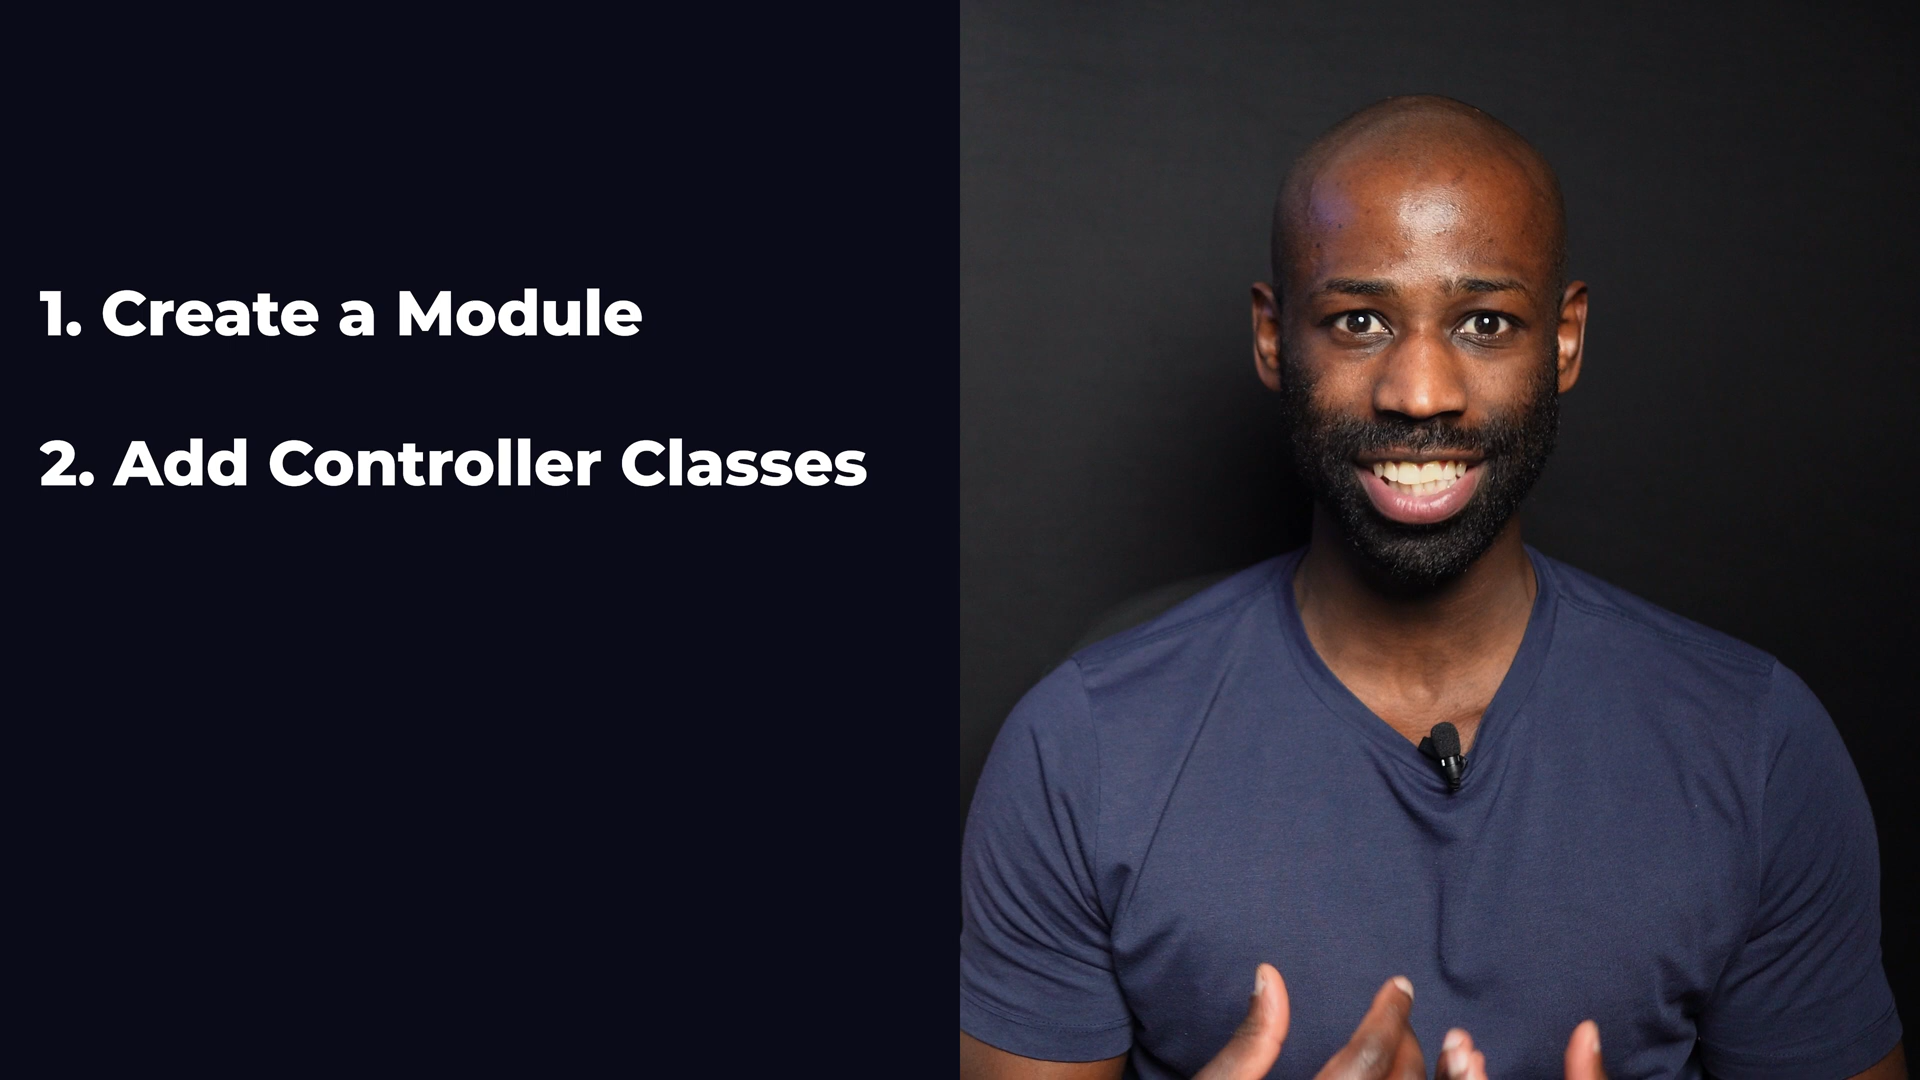 1. Create a Module
2. Add Controller Classes